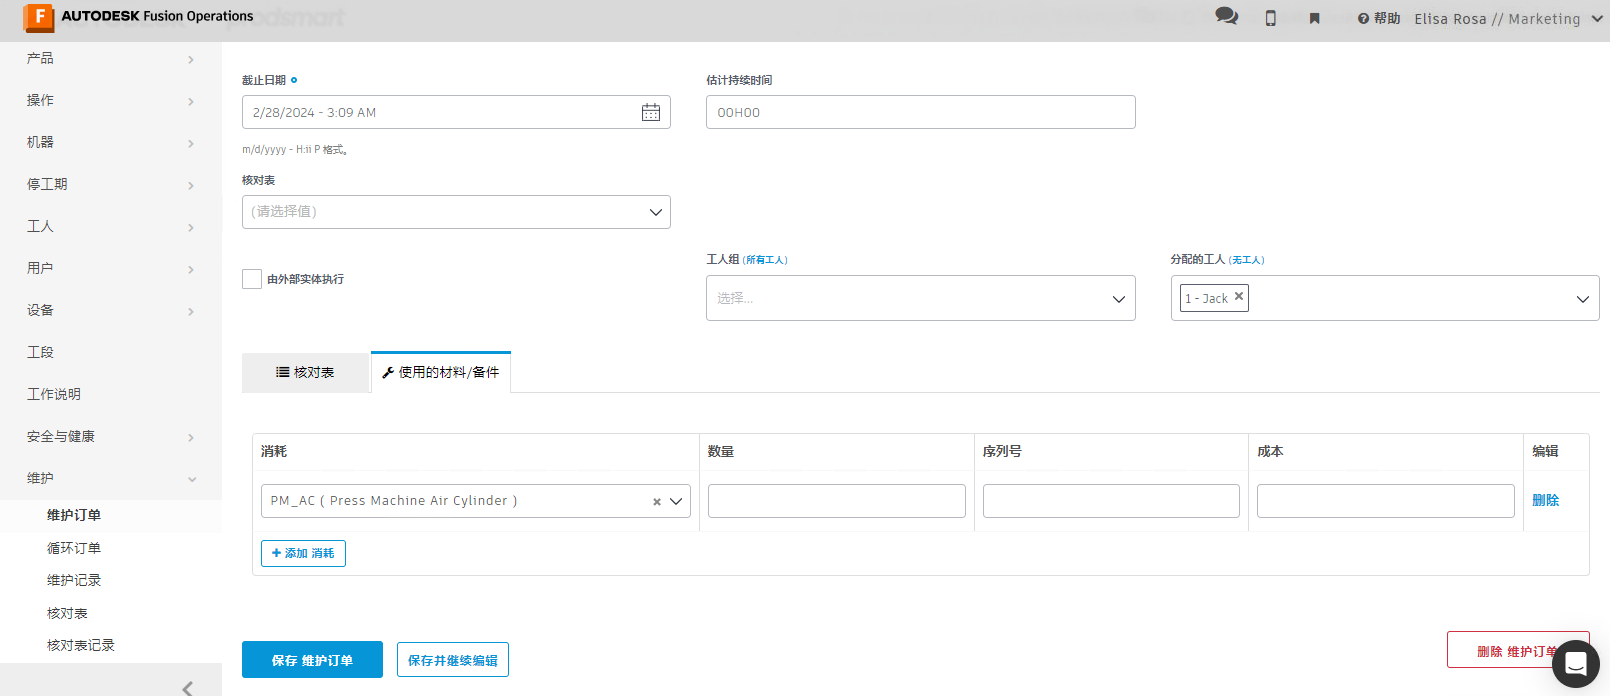 AUTODESK Fusion Operations
帮助
Elisa Rosa // Marketing
产品
操作
机器
停工期
工人
用户
设备
工段
工作说明
安全与健康
维护
维护订单
循环订单
维护记录
核对表
核对表记录
截止日期
2/28/2024 - 3:09 AM
m/d/yyyy - H:ii P 格式。
估计持续时间
00H00
核对表
(请选择值)
由外部实体执行
工人组 (所有工人)
选择...
分配的工人 (无工人)
1 - Jack
核对表
使用的材料/备件
消耗 数量 序列号 成本 编辑
PM_AC ( Press Machine Air Cylinder )
删除
+ 添加 消耗
保存 维护订单
保存并继续编辑
删除 维护订单